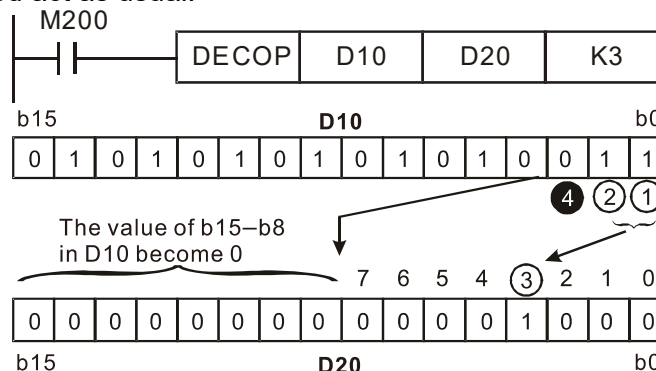 M200
DECOP D10 D20 K3
b15 D10 b0
0 1 0 1 0 1 0 1 0 1 0 1 0 0 1 1
4 2 1
The value of b15–b8
in D10 become 0
7 6 5 4 3 2 1 0
0 0 0 0 0 0 0 0 0 0 0 0 1 0 0 0
b15 D20 b0